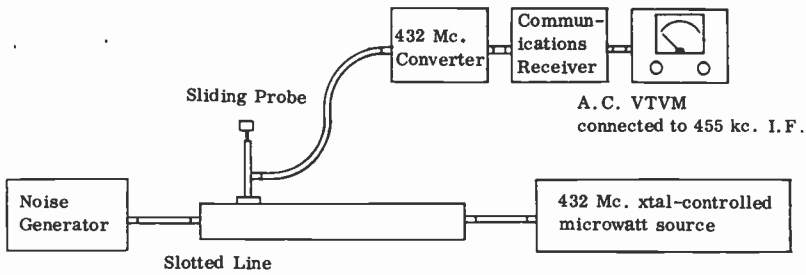 432 Mc.
Converter
Commun-
ications
Receiver
A.C. VTVM
connected to 455 kc. I.F.
Sliding Probe
Noise
Generator
432 Mc. xtal-controlled
microwatt source
Slotted Line